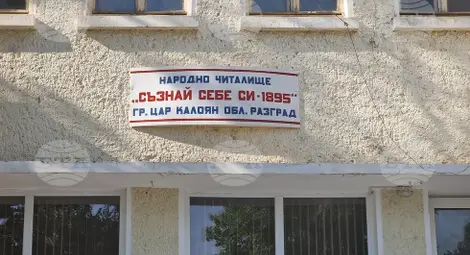 НАРОДНО ЧИТАЛИЩЕ
„СЪЗНАЙ СЕБЕ СИ-1895"
ГР. ЦАР КАЛОЯН ОБЛ. РАЗГРАД